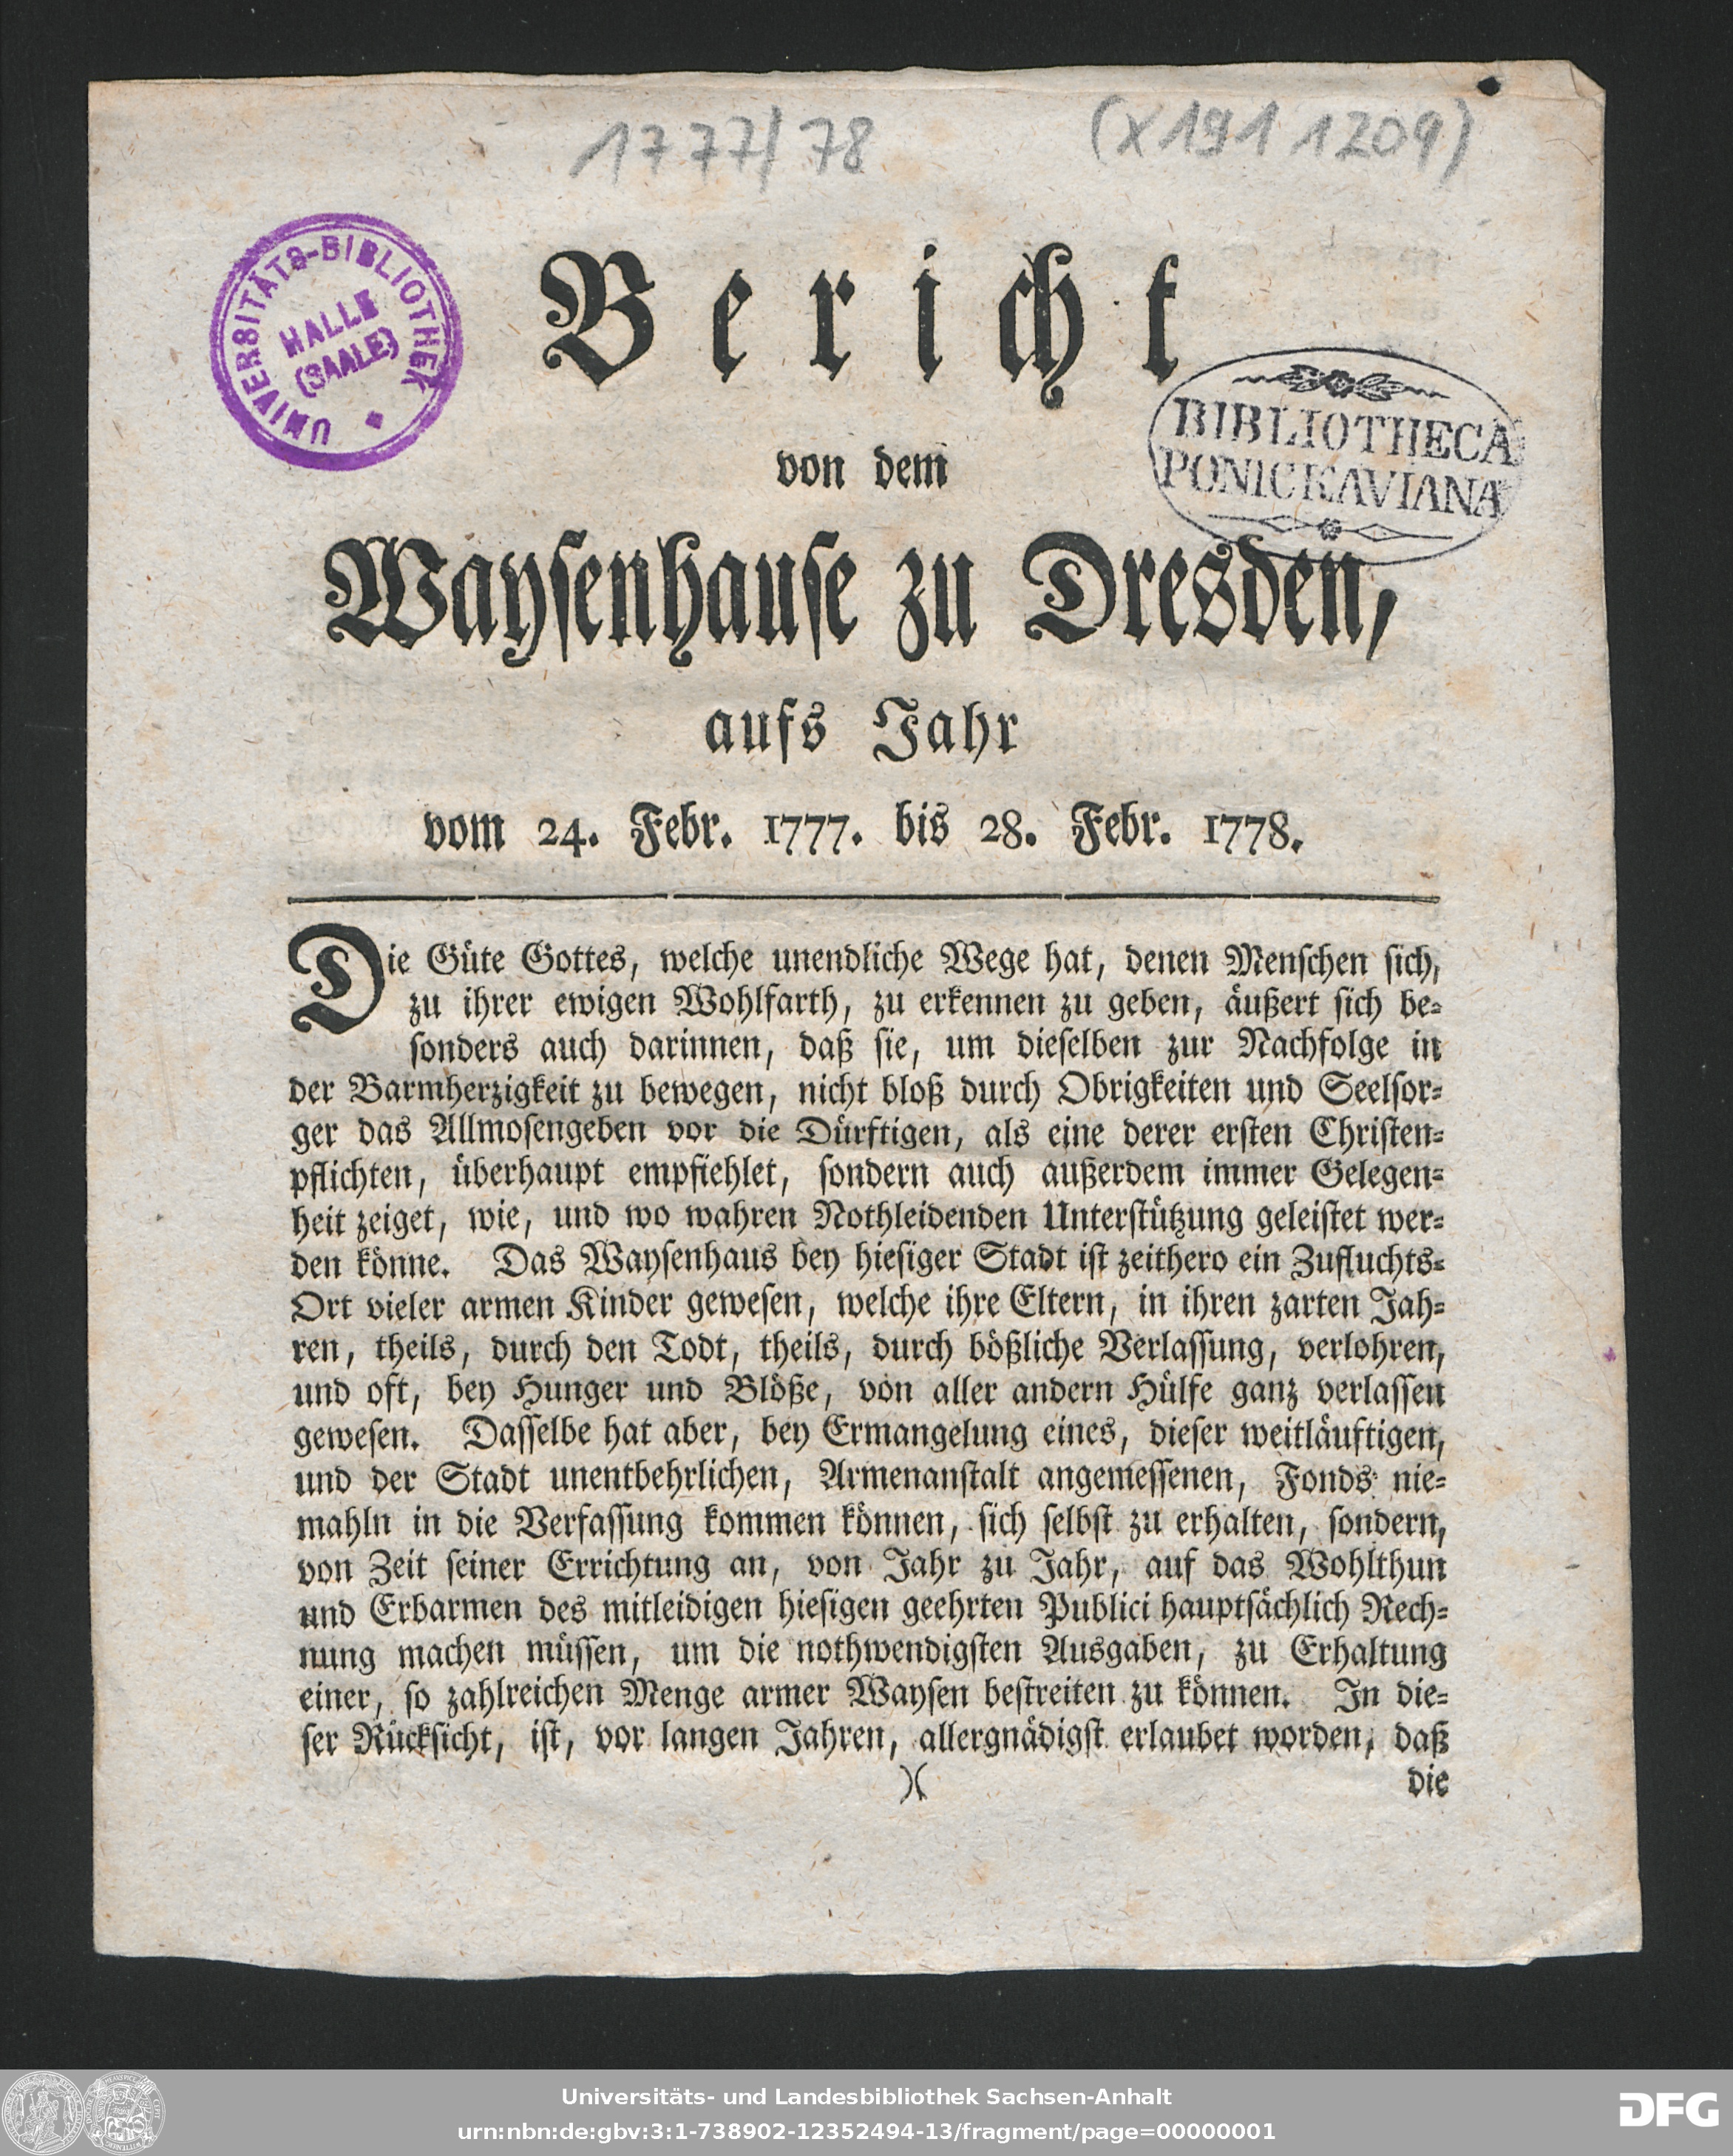 1777/78 (X1911209)
UNIVERSITÄTS-BIBLIOTHEK
HALLE
(SAALE)
Bericht
BIBLIOTHECA
PONICKAVIANA
von dem
Waysenhause zu Dresden,
aufs Jahr
vom 24. Febr. 1777. bis 28. Febr. 1778.
Die Güte Gottes, welche unendliche Wege hat, denen Menschen sich,
zu ihrer ewigen Wohlfarth, zu erkennen zu geben, äußert sich be-
sonders auch darinnen, daß sie, um dieselben zur Nachfolge in
der Barmherzigkeit zu bewegen, nicht bloß durch Obrigkeiten und Seelsor-
ger das Allmosengeben vor die Dürftigen, als eine derer ersten Christen-
pflichten, überhaupt empfiehlet, sondern auch außerdem immer Gelegen-
heit zeiget, wie, und wo wahren Nothleidenden Unterstützung geleistet wer-
den könne. Das Waysenhaus bey hiesiger Stadt ist zeithero ein Zufluchts-
Ort vieler armen Kinder gewesen, welche ihre Eltern, in ihren zarten Jah-
ren, theils, durch den Todt, theils, durch bößliche Verlassung, verlohren,
und oft, bey Hunger und Blöße, von aller andern Hülfe ganz verlassen
gewesen. Dasselbe hat aber, bey Ermangelung eines, dieser weitläuftigen,
und der Stadt unentbehrlichen, Armenanstalt angemessenen, Fonds nie-
mahln in die Verfassung kommen können, sich selbst zu erhalten, sondern,
von Zeit seiner Errichtung an, von Jahr zu Jahr, auf das Wohlthun
und Erbarmen des mitleidigen hiesigen geehrten Publici hauptsächlich Rech-
nung machen müssen, um die nothwendigsten Ausgaben, zu Erhaltung
einer, so zahlreichen Menge armer Waysen bestreiten zu können. In die-
ser Rücksicht, ist, vor langen Jahren, allergnädigst erlaubet worden, daß
)( die
Universitäts- und Landesbibliothek Sachsen-Anhalt
urn:nbn:de:gbv:3:1-738902-12352494-13/fragment/page=00000001
DFG